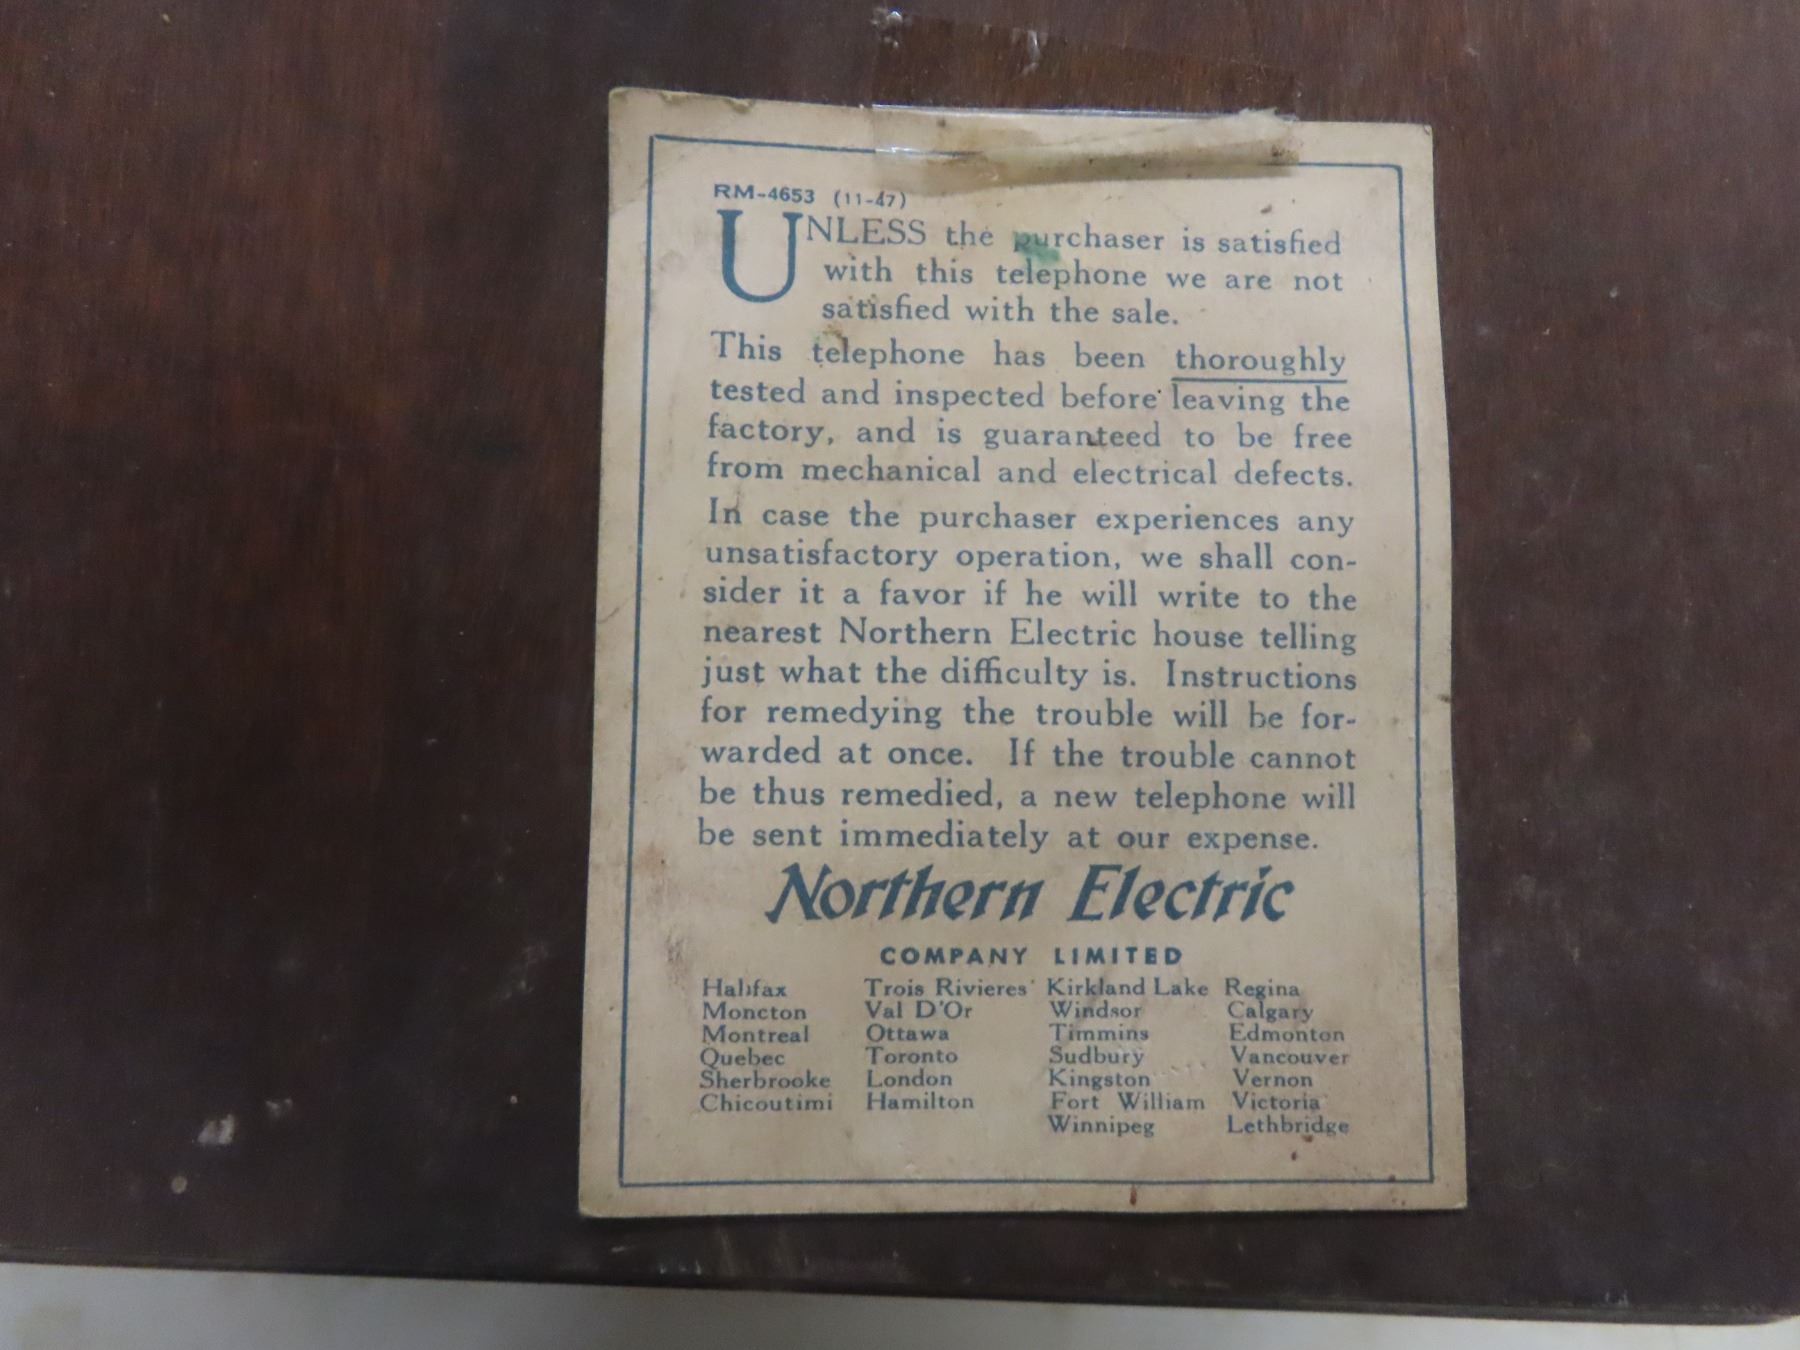 RM-4653 (11-47)
UNLESS the purchaser is satisfied
with this telephone we are not
satisfied with the sale.
This telephone has been thoroughly
tested and inspected before leaving the
factory, and is guaranteed to be free
from mechanical and electrical defects.
In case the purchaser experiences any
unsatisfactory operation, we shall con-
sider it a favor if he will write to the
nearest Northern Electric house telling
just what the difficulty is. Instructions
for remedying the trouble will be for-
warded at once. If the trouble cannot
be thus remedied, a new telephone will
be sent immediately at our expense.
Northern Electric
COMPANY LIMITED
Halifax Trois Rivieres Kirkland Lake Regina
Moncton Val D'Or Windsor Calgary
Montreal Ottawa Timmins Edmonton
Quebec Toronto Sudbury Vancouver
Sherbrooke London Kingston Vernon
Chicoutimi Hamilton Fort William Victoria
Winnipeg Lethbridge